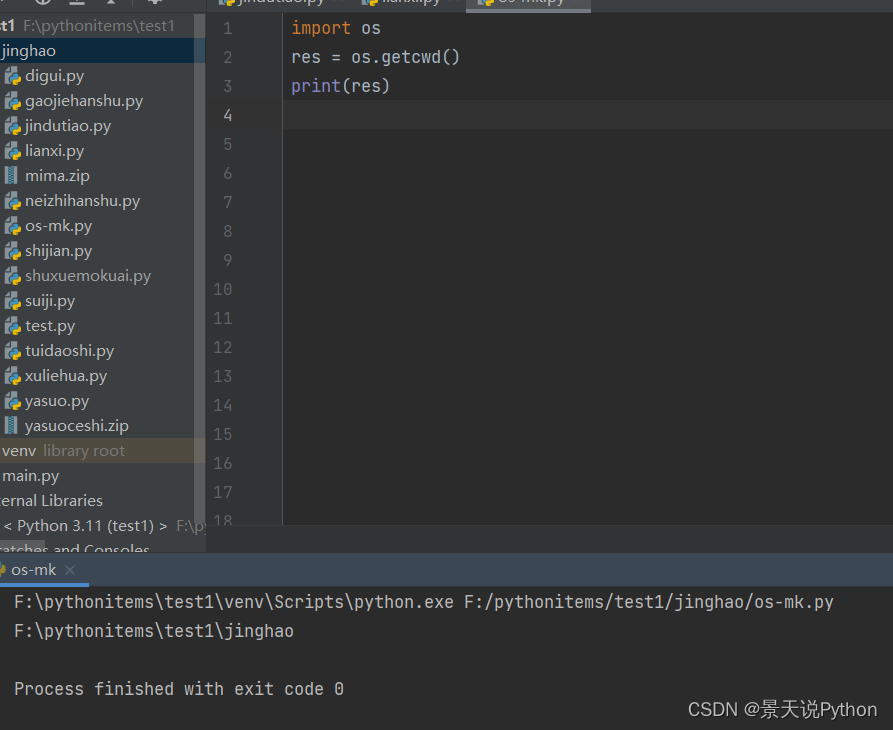 jindutiao.py lianxi.py os-mk.py
st1 F:\pythonitems\test1
jinghao
digui.py
gaojiehanshu.py
jindutiao.py
lianxi.py
mima.zip
neizhihanshu.py
os-mk.py
shijian.py
shuxuemokuai.py
suiji.py
test.py
tuidaoshi.py
xuliehua.py
yasuo.py
yasuoceshi.zip
venv library root
main.py
ernal Libraries
< Python 3.11 (test1) > F:\py
ratches and Consoles
1 import os
2 res = os.getcwd()
3 print(res)
4
5
6
7
8
9
10
11
12
13
14
15
16
17
18
os-mk
F:\pythonitems\test1\venv\Scripts\python.exe F:/pythonitems/test1/jinghao/os-mk.py
F:\pythonitems\test1\jinghao
Process finished with exit code 0
CSDN @景天说Python